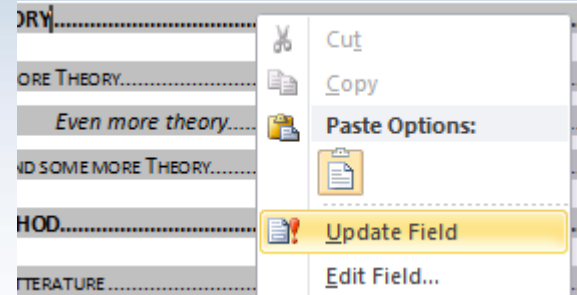 ORY
Cut
Copy
ORE THEORY
Even more theory
Paste Options:
ND SOME MORE THEORY
HOD
Update Field
Edit Field...
TTERATURE